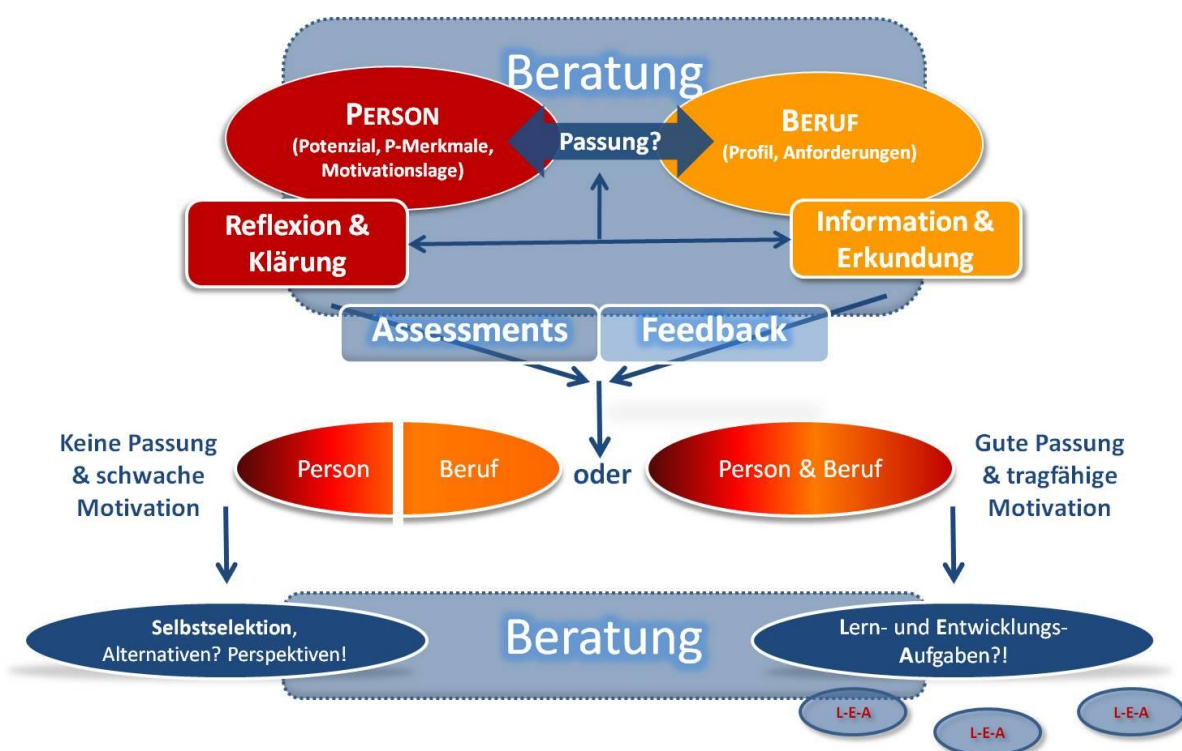 Beratung
PERSON
(Potenzial, P-Merkmale,
Motivationslage)
Passung?
BERUF
(Profil, Anforderungen)
Reflexion &
Klärung
Information &
Erkundung
Assessments
Feedback
Keine Passung
& schwache
Motivation
Person
Beruf
oder
Person & Beruf
Gute Passung
& tragfähige
Motivation
Selbstselektion,
Alternativen? Perspektiven!
Beratung
Lern- und Entwicklungs-
Aufgaben?!
L-E-A
L-E-A
L-E-A